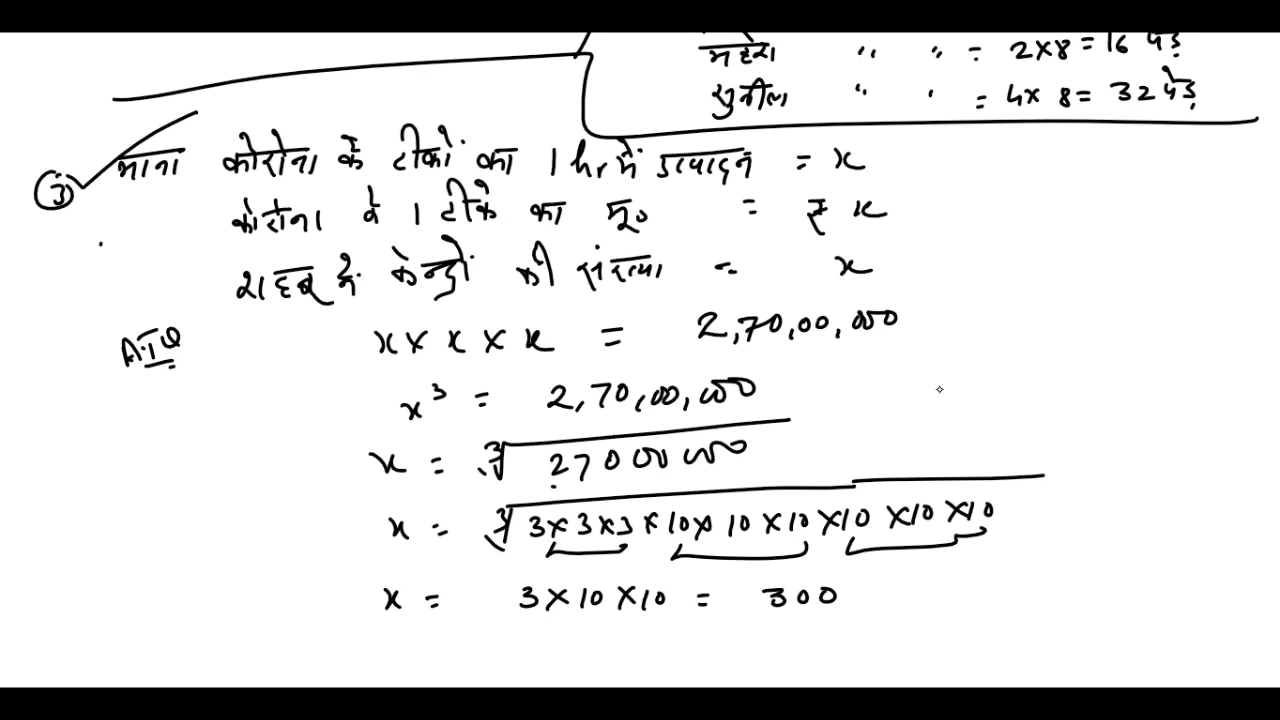 महेश " " = 2×8 = 16 पेड़
सुनील " " = 4×8 = 32 पेड़
③ माना कोरोना के टीकों का 1 hr में उत्पादन = x
कोरोना के 1 टीके का मू० = ₹ x
शहर में केन्द्रों की संख्या = x
ATQ x × x × x = 2,70,00,000
x³ = 2,70,00,000
x = ∛27000000
x = ∛3×3×3×10×10×10×10×10×10
x = 3×10×10 = 300